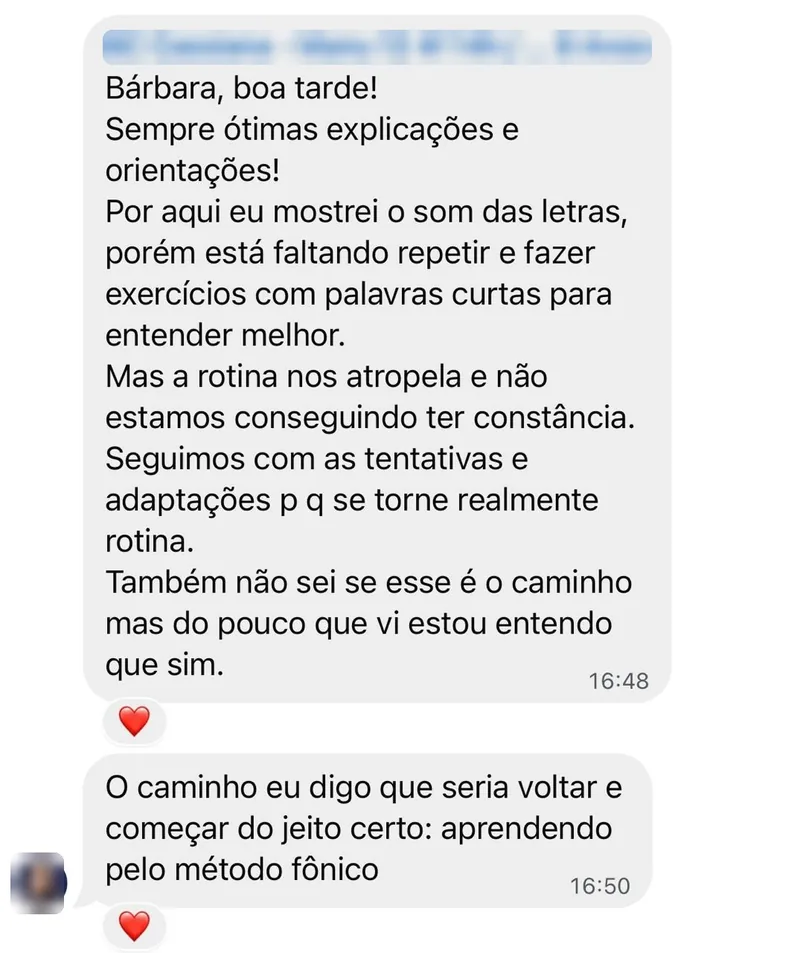 Bárbara, boa tarde!
Sempre ótimas explicações e
orientações!
Por aqui eu mostrei o som das letras,
porém está faltando repetir e fazer
exercícios com palavras curtas para
entender melhor.
Mas a rotina nos atropela e não
estamos conseguindo ter constância.
Seguimos com as tentativas e
adaptações p q se torne realmente
rotina.
Também não sei se esse é o caminho
mas do pouco que vi estou entendo
que sim.
16:48
O caminho eu digo que seria voltar e
começar do jeito certo: aprendendo
pelo método fônico
16:50